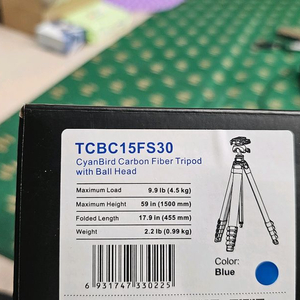 TCBC15FS30
CyanBird Carbon Fiber Tripod
with Ball Head
Maximum Load 9.9 lb (4.5 kg)
Maximum Height 59 in (1500 mm)
Folded Length 17.9 in (455 mm)
Weight 2.2 lb (0.99 kg)
Color:
Blue
6 931747 330225